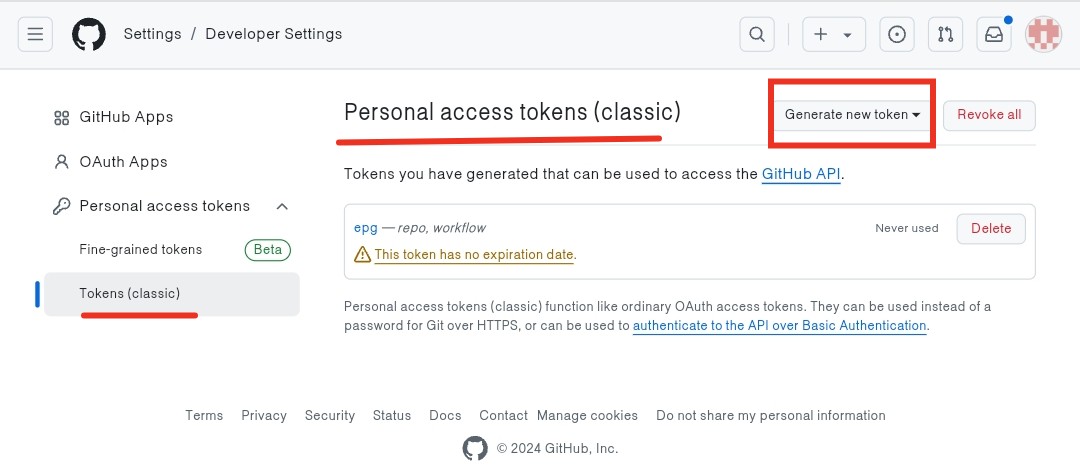 Settings / Developer Settings
GitHub Apps
OAuth Apps
Personal access tokens
Fine-grained tokens Beta
Tokens (classic)
Personal access tokens (classic) Generate new token Revoke all
Tokens you have generated that can be used to access the GitHub API.
epg — repo, workflow Never used Delete
This token has no expiration date.
Personal access tokens (classic) function like ordinary OAuth access tokens. They can be used instead of a
password for Git over HTTPS, or can be used to authenticate to the API over Basic Authentication.
Terms Privacy Security Status Docs Contact Manage cookies Do not share my personal information
© 2024 GitHub, Inc.